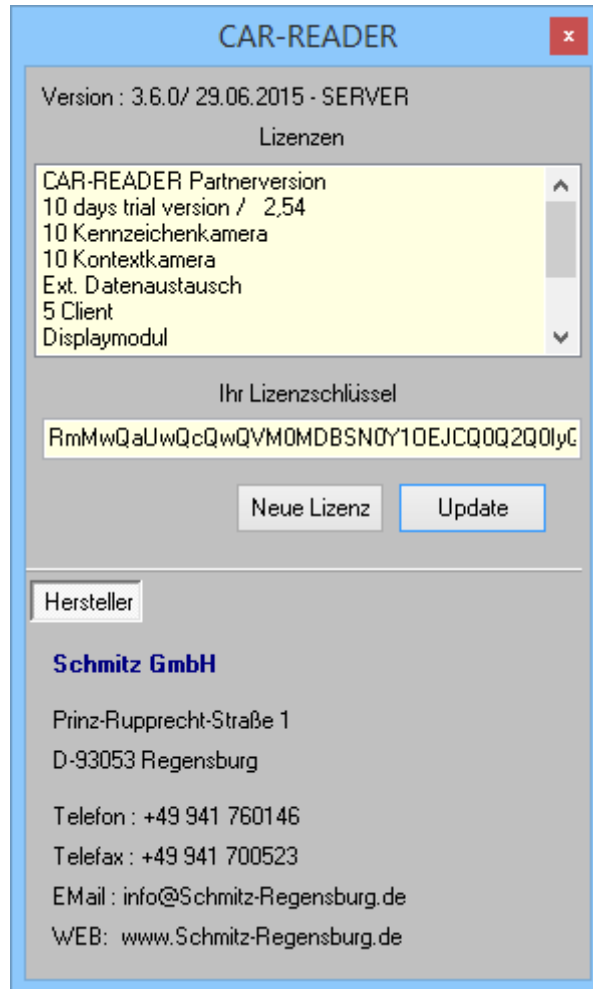 CAR-READER
x
Version : 3.6.0/ 29.06.2015 - SERVER
Lizenzen
CAR-READER Partnerversion
10 days trial version / 2,54
10 Kennzeichenkamera
10 Kontextkamera
Ext. Datenaustausch
5 Client
Displaymodul
Ihr Lizenzschlüssel
Neue Lizenz Update
Hersteller
Schmitz GmbH
Prinz-Rupprecht-Straße 1
D-93053 Regensburg
Telefon : +49 941 760146
Telefax : +49 941 700523
EMail : info@Schmitz-Regensburg.de
WEB: www.Schmitz-Regensburg.de